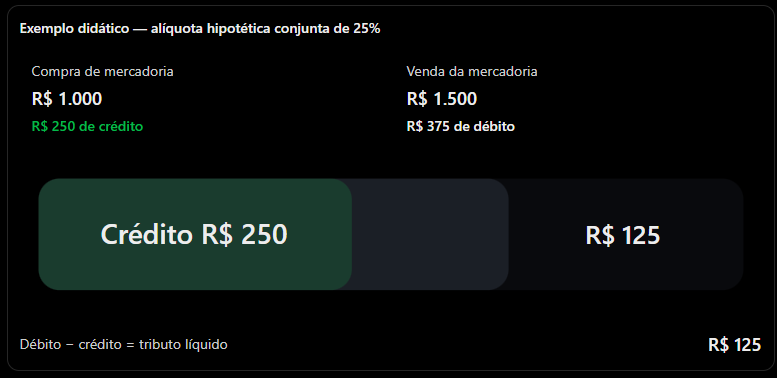 Exemplo didático — alíquota hipotética conjunta de 25%
Compra de mercadoria
R$ 1.000
R$ 250 de crédito
Venda da mercadoria
R$ 1.500
R$ 375 de débito
Crédito R$ 250
R$ 125
Débito − crédito = tributo líquido
R$ 125